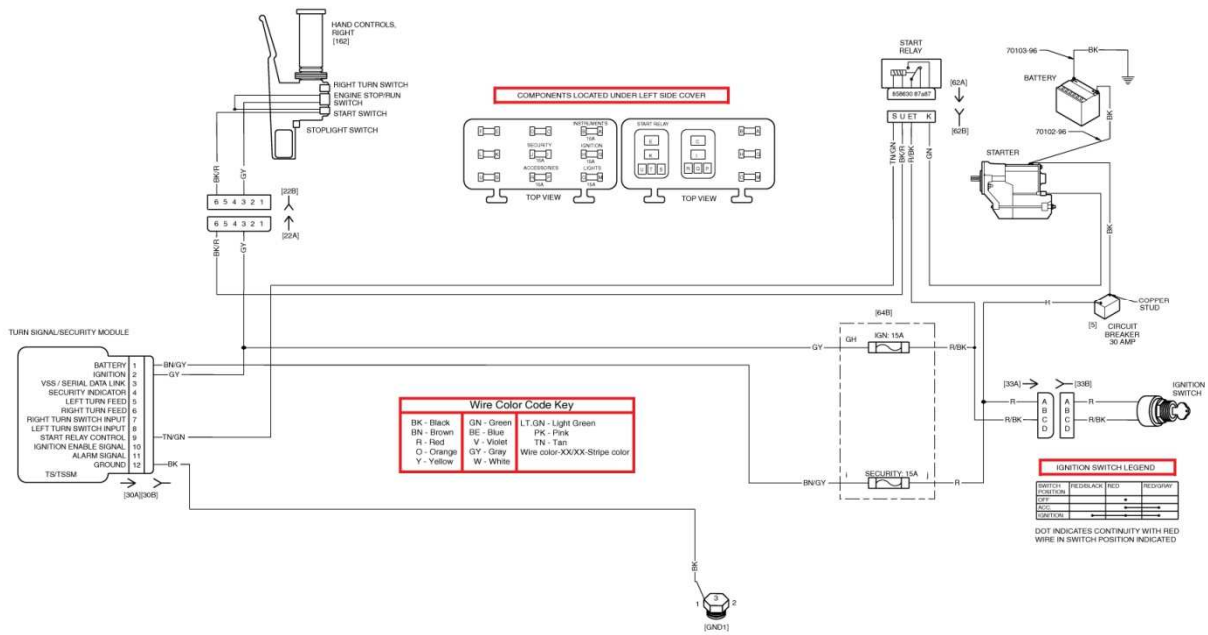 HAND CONTROLS,
RIGHT
[162]
RIGHT TURN SWITCH
ENGINE STOP/RUN
SWITCH
START SWITCH
STOPLIGHT SWITCH
BK/R
GY
6 5 4 3 2 1
[22B]
6 5 4 3 2 1
[22A]
BK/R
GY
COMPONENTS LOCATED UNDER LEFT SIDE COVER
INSTRUMENTS
15A
SECURITY
15A
IGNITION
15A
ACCESSORIES
15A
LIGHTS
15A
TOP VIEW
START RELAY
TOP VIEW
START
RELAY
[62A]
[62B]
S U ET K
TN/GN
BK/R
R/BK
GN
70103-96
BK
BATTERY
BK
70102-96
STARTER
BK
COPPER
STUD
[5]
CIRCUIT
BREAKER
30 AMP
TURN SIGNAL/SECURITY MODULE
BATTERY 1 BN/GY
IGNITION 2 GY
VSS / SERIAL DATA LINK 3
SECURITY INDICATOR 4
LEFT TURN FEED 5
RIGHT TURN FEED 6
RIGHT TURN SWITCH INPUT 7
LEFT TURN SWITCH INPUT 8
START RELAY CONTROL 9 TN/GN
IGNITION ENABLE SIGNAL 10
ALARM SIGNAL 11
GROUND 12 BK
TS/TSSM
[30A][30B]
[64B]
GY
GH
IGN: 15A
R/BK
BN/GY
SECURITY: 15A
R
Wire Color Code Key
BK - Black
BN - Brown
R - Red
O - Orange
Y - Yellow
GN - Green
BE - Blue
V - Violet
GY - Gray
W - White
LT.GN - Light Green
PK - Pink
TN - Tan
Wire color-XX/XX-Stripe color
[33A]
[33B]
R A A R
R/BK B B R/BK
C C
D D
IGNITION
SWITCH
IGNITION SWITCH LEGEND
SWITCH
POSITION
RED/BLACK
RED
RED/GRAY
OFF
ACC
IGNITION
DOT INDICATES CONTINUITY WITH RED
WIRE IN SWITCH POSITION INDICATED
BK
1 3 2
[GND1]